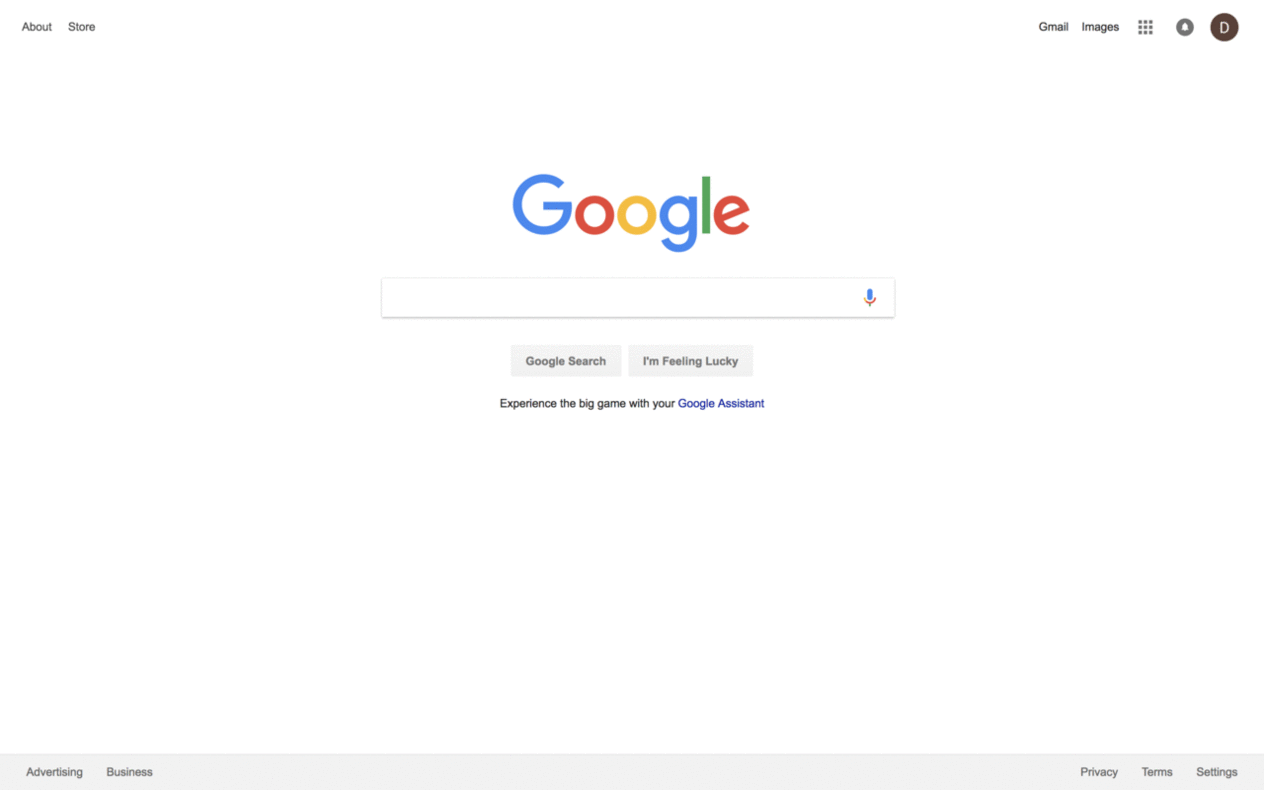 About Store
Gmail Images
D
Google
Google Search I'm Feeling Lucky
Experience the big game with your Google Assistant
Advertising Business
Privacy Terms Settings